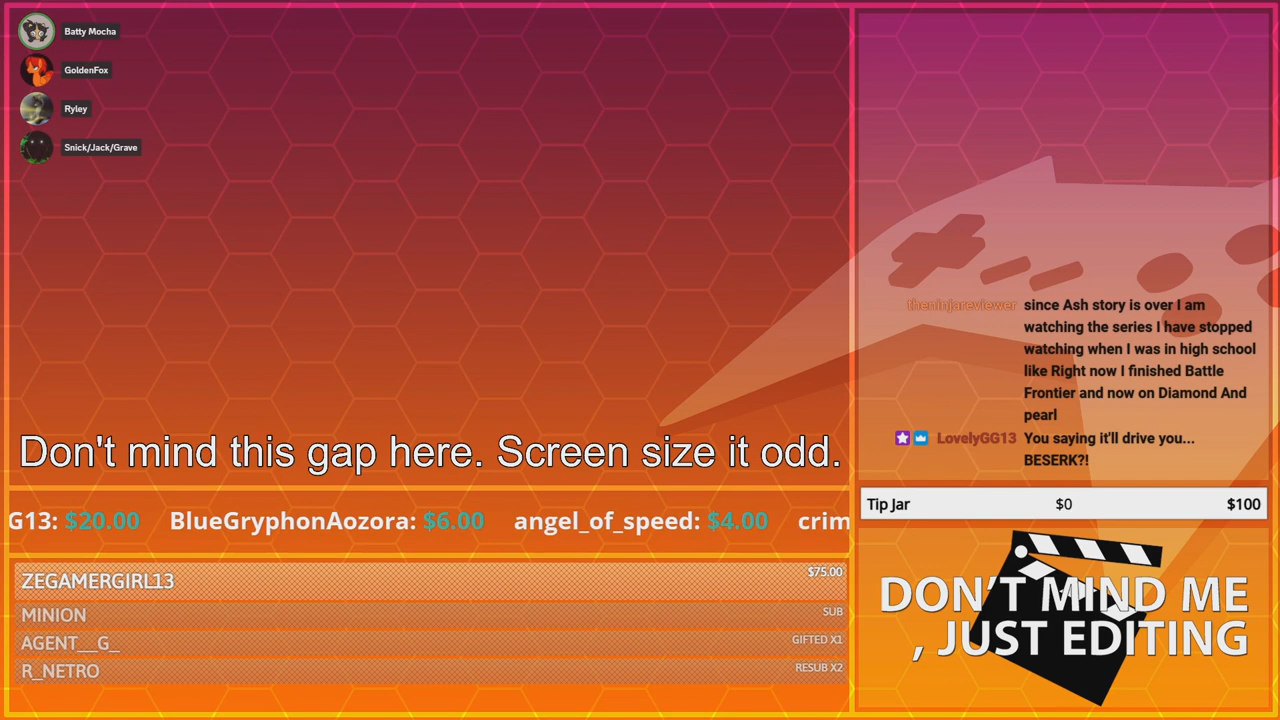 Batty Mocha
GoldenFox
Ryley
Snick/Jack/Grave
Don't mind this gap here. Screen size it odd.
G13: $20.00 BlueGryphonAozora: $6.00 angel_of_speed: $4.00 crim
ZEGAMERGIRL13 $75.00
MINION SUB
AGENT__G_ GIFTED X1
R_NETRO RESUB X2
theninjareviewer since Ash story is over I am
watching the series I have stopped
watching when I was in high school
like Right now I finished Battle
Frontier and now on Diamond And
pearl
LovelyGG13 You saying it'll drive you...
BESERK?!
Tip Jar $0 $100
DON'T MIND ME
, JUST EDITING